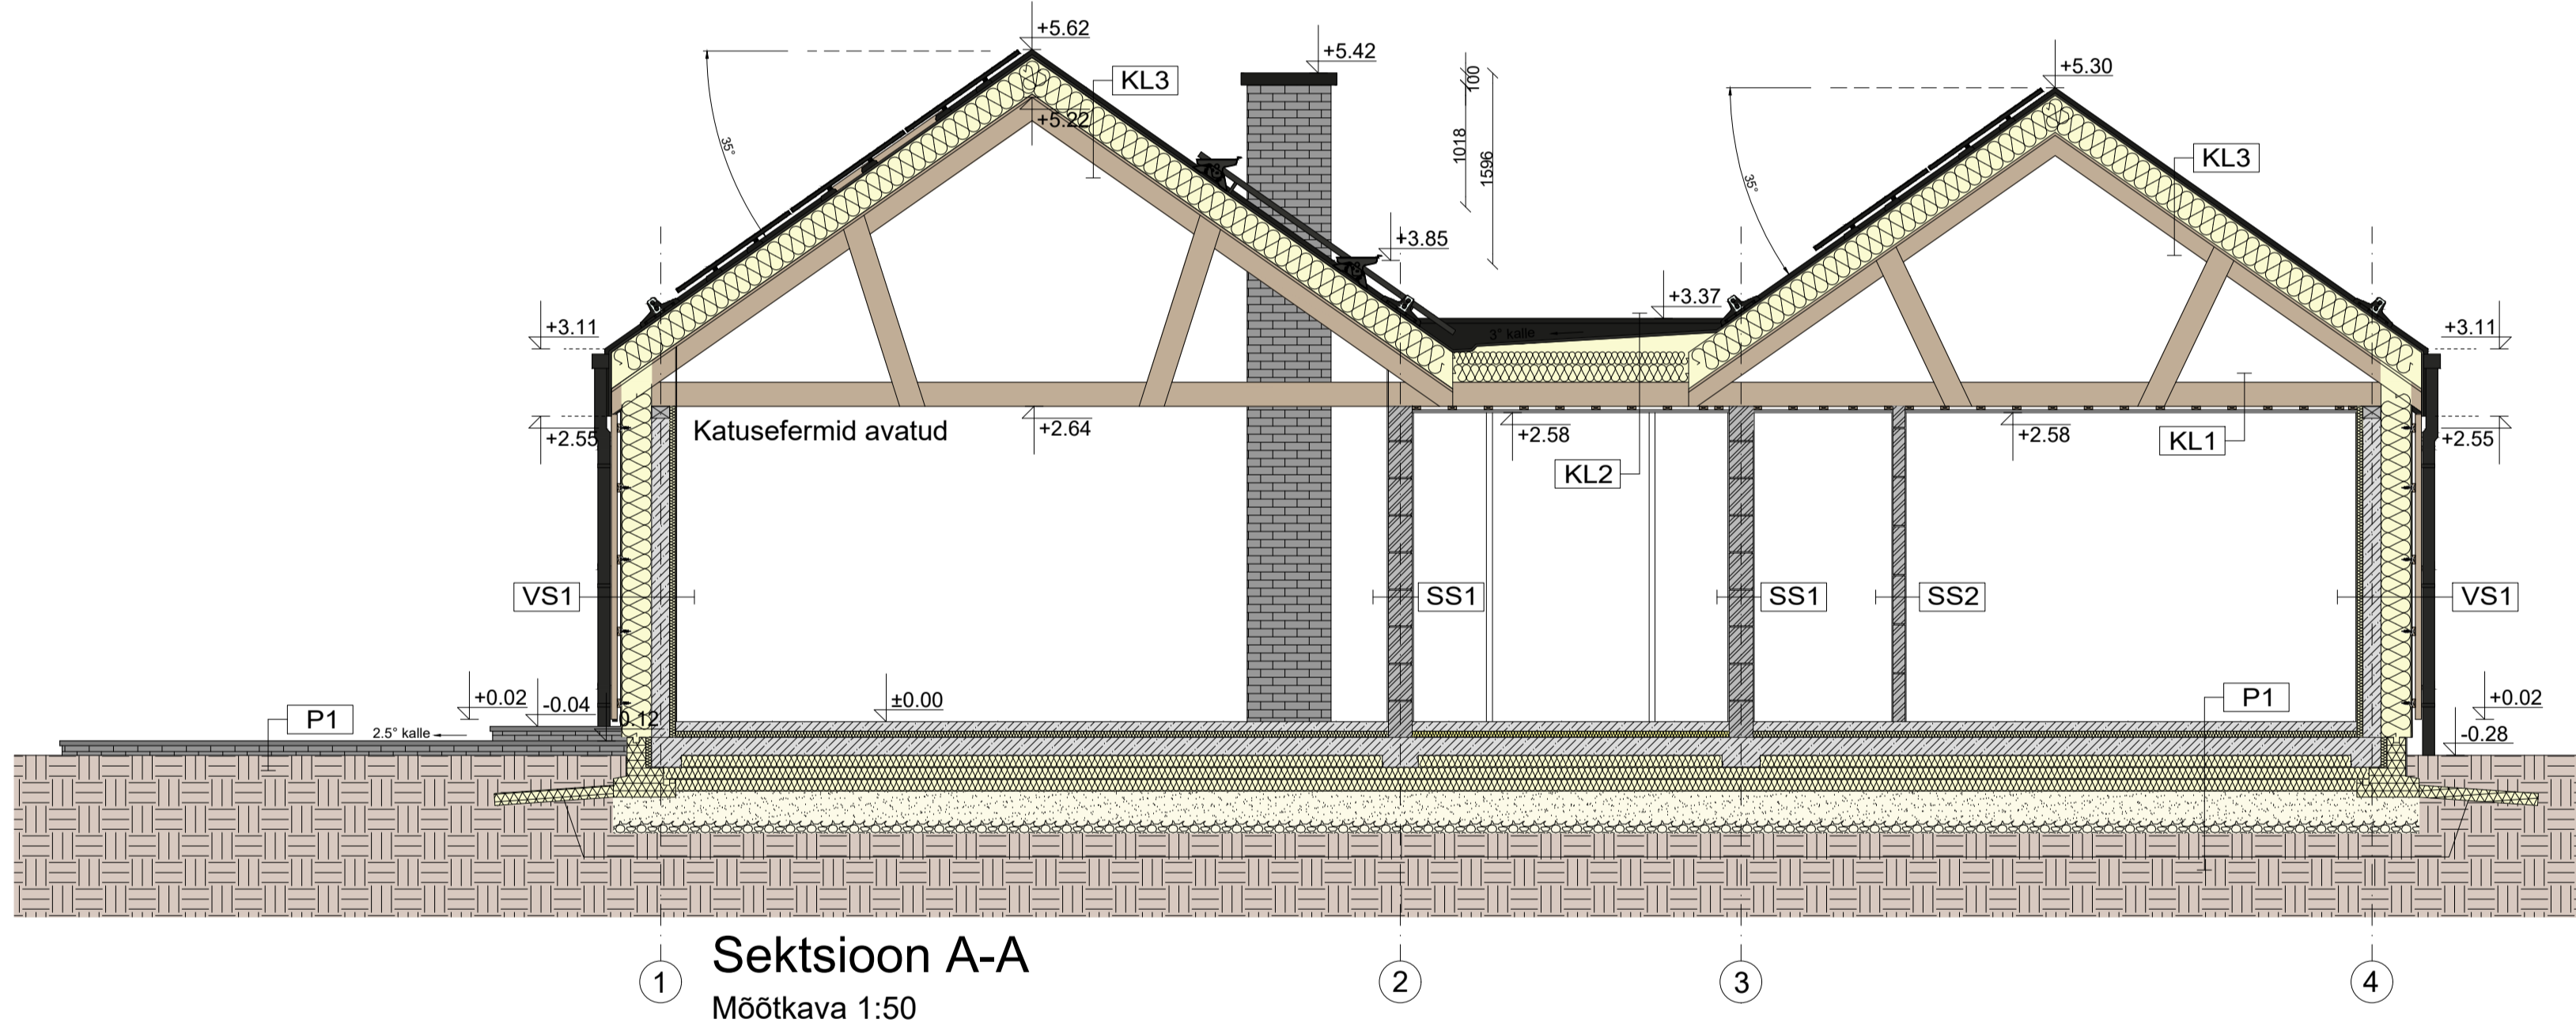 +5.62
+5.42
+5.30
KL3
100
+5.22
1018
1596
35°
35°
KL3
+3.85
+3.37
+3.11
3° kalle
+3.11
+2.55
Katusefermid avatud
+2.64
+2.58
KL2
+2.58
KL1
+2.55
VS1
SS1
SS1
SS2
VS1
P1
+0.02
-0.04
±0.00
P1
+0.02
2.5° kalle
-0.12
-0.28
Sektsioon A-A
1
2
3
4
Mõõtkava 1:50